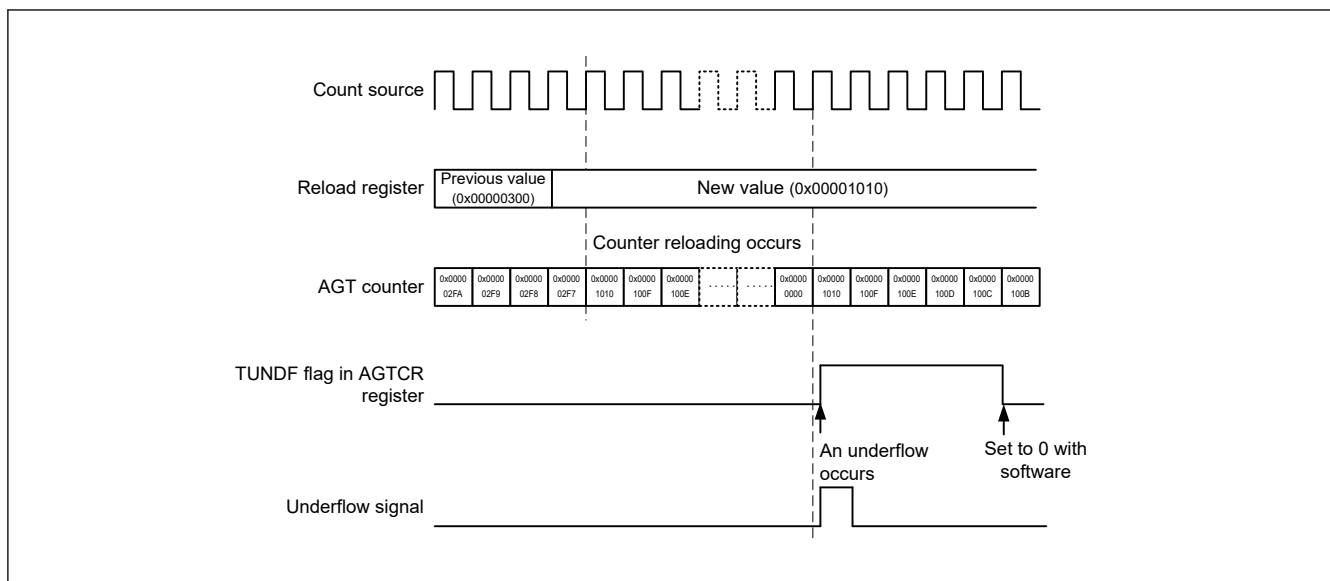 Count source
Reload register
Previous value
(0x00000300)
New value (0x00001010)
Counter reloading occurs
AGT counter
0x0000 0x0000 0x0000 0x0000 0x0000 0x0000 0x0000 ..... ..... 0x0000 0x0000 0x0000 0x0000 0x0000 0x0000 0x0000
02FA 02F9 02F8 02F7 1010 100F 100E 0000 1010 100F 100E 100D 100C 100B
TUNDF flag in AGTCR
register
An underflow
occurs
Set to 0 with
software
Underflow signal